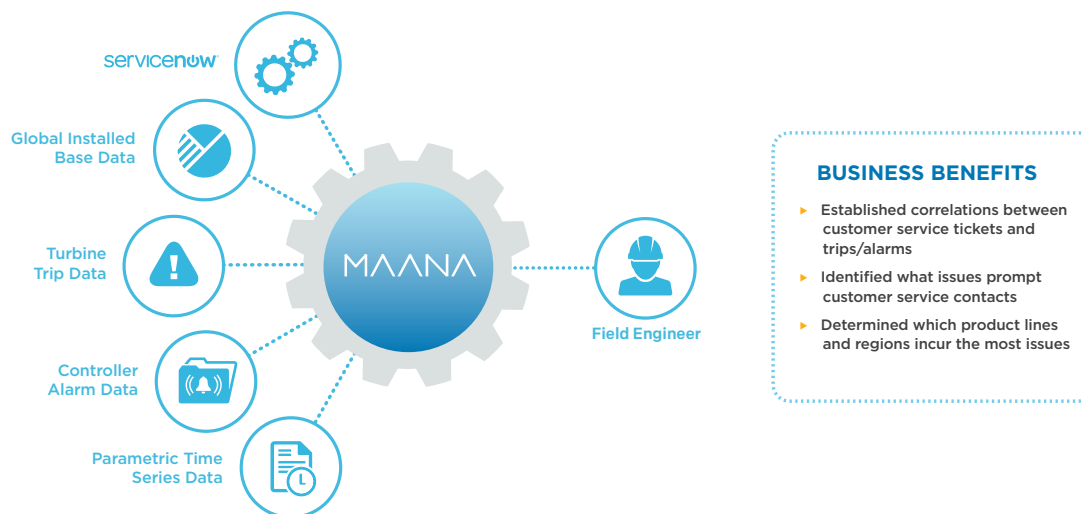 servicenow
Global Installed
Base Data
Turbine
Trip Data
Controller
Alarm Data
Parametric Time
Series Data
MAANA
Field Engineer
BUSINESS BENEFITS
Established correlations between
customer service tickets and
trips/alarms
Identified what issues prompt
customer service contacts
Determined which product lines
and regions incur the most issues